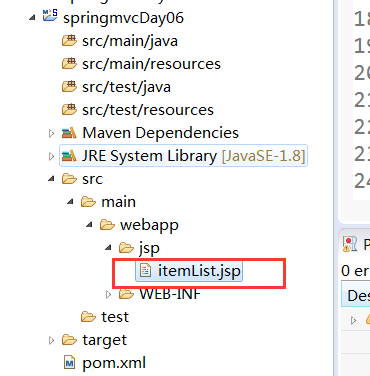 springmvcDay06
src/main/java
src/main/resources
src/test/java
src/test/resources
Maven Dependencies
JRE System Library [JavaSE-1.8]
src
main
webapp
jsp
itemList.jsp
WEB-INF
test
target
pom.xml
18
19
20
21
22
23
24
P
0 er
Des